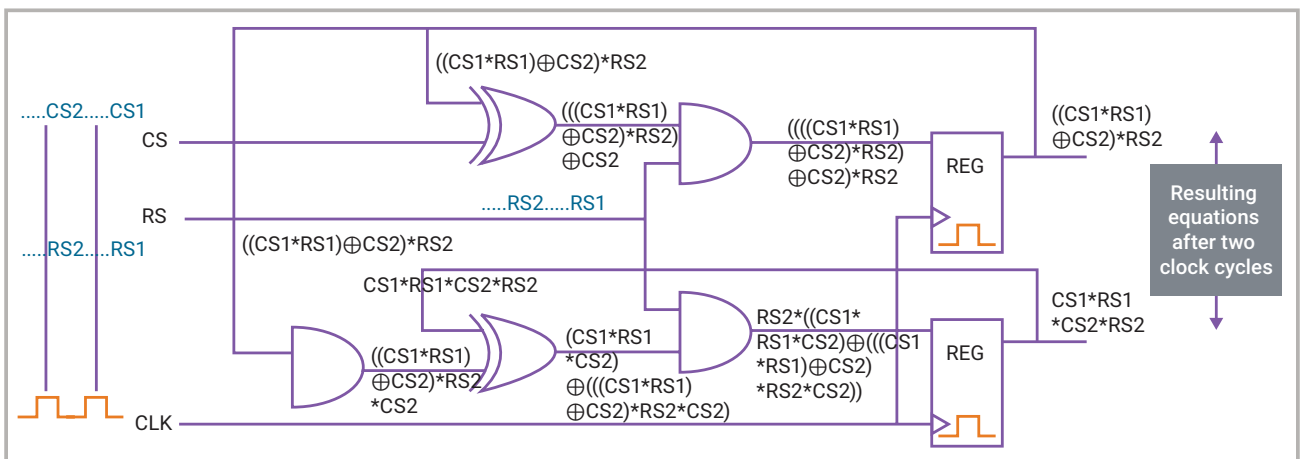 ((CS1*RS1)⊕CS2)*RS2
.....CS2.....CS1
CS
(((CS1*RS1)
⊕CS2)*RS2)
⊕CS2
((((CS1*RS1)
⊕CS2)*RS2)
⊕CS2)*RS2
REG
((CS1*RS1)
⊕CS2)*RS2
Resulting
equations
after two
clock cycles
RS
.....RS2.....RS1
.....RS2.....RS1
((CS1*RS1)⊕CS2)*RS2
CS1*RS1*CS2*RS2
((CS1*RS1)
⊕CS2)*RS2
*CS2
(CS1*RS1
*CS2)
⊕(((CS1*RS1)
⊕CS2)*RS2*CS2)
RS2*((CS1*
RS1*CS2)⊕(((CS1
*RS1)⊕CS2)
*RS2*CS2))
REG
CS1*RS1
*CS2*RS2
CLK